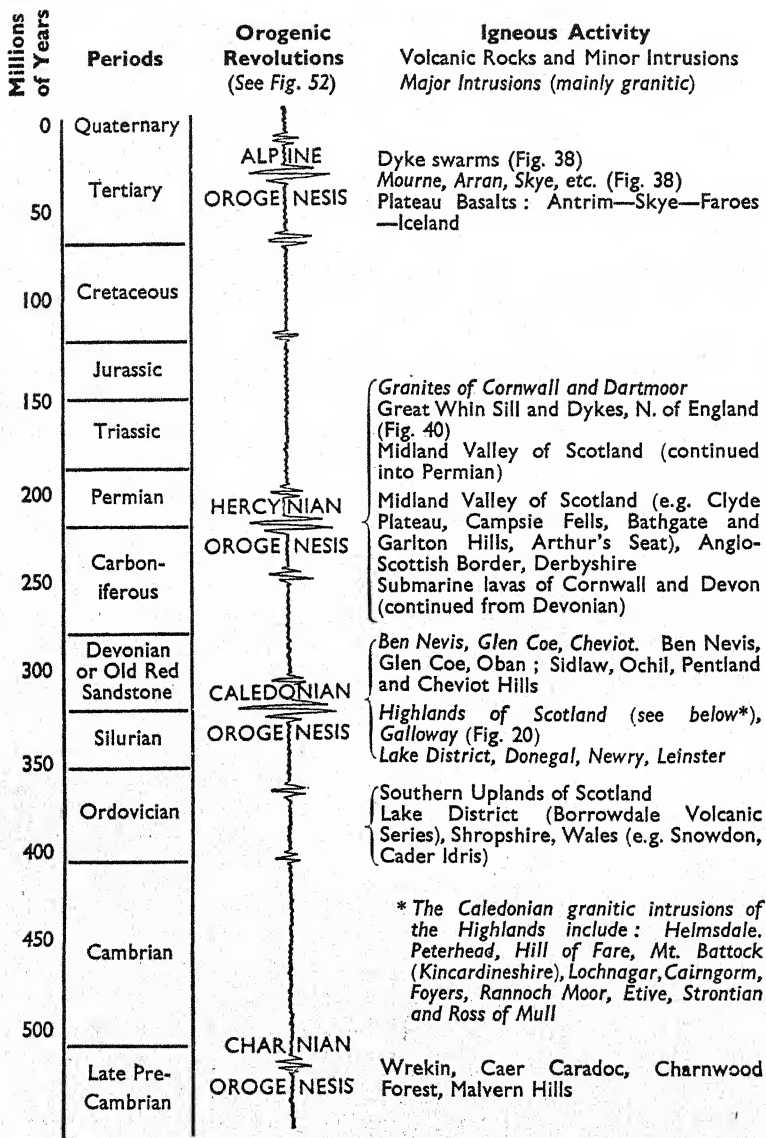 Millions
of Years
Periods
Orogenic
Revolutions
(See Fig. 52)
Igneous Activity
Volcanic Rocks and Minor Intrusions
Major Intrusions (mainly granitic)
0
Quaternary
ALPINE
Dyke swarms (Fig. 38)
Mourne, Arran, Skye, etc. (Fig. 38)
Tertiary
OROGENESIS
Plateau Basalts : Antrim—Skye—Faroes
—Iceland
50
Cretaceous
100
Jurassic
150
Granites of Cornwall and Dartmoor
Great Whin Sill and Dykes, N. of England
(Fig. 40)
Triassic
Midland Valley of Scotland (continued
into Permian)
200
Permian
HERCYNIAN
OROGENESIS
Midland Valley of Scotland (e.g. Clyde
Plateau, Campsie Fells, Bathgate and
Garlton Hills, Arthur's Seat), Anglo-
Scottish Border, Derbyshire
Submarine lavas of Cornwall and Devon
(continued from Devonian)
Carbon-
iferous
250
Devonian
or Old Red
Sandstone
300
CALEDONIAN
OROGENESIS
Ben Nevis, Glen Coe, Cheviot. Ben Nevis,
Glen Coe, Oban ; Sidlaw, Ochil, Pentland
and Cheviot Hills
Highlands of Scotland (see below*),
Galloway (Fig. 20)
Lake District, Donegal, Newry, Leinster
Silurian
350
Ordovician
Southern Uplands of Scotland
Lake District (Borrowdale Volcanic
Series), Shropshire, Wales (e.g. Snowdon,
Cader Idris)
400
Cambrian
450
* The Caledonian granitic intrusions of
the Highlands include : Helmsdale.
Peterhead, Hill of Fare, Mt. Battock
(Kincardineshire), Lochnagar, Cairngorm,
Foyers, Rannoch Moor, Etive, Strontian
and Ross of Mull
500
CHARNIAN
OROGENESIS
Late Pre-
Cambrian
Wrekin, Caer Caradoc, Charnwood
Forest, Malvern Hills